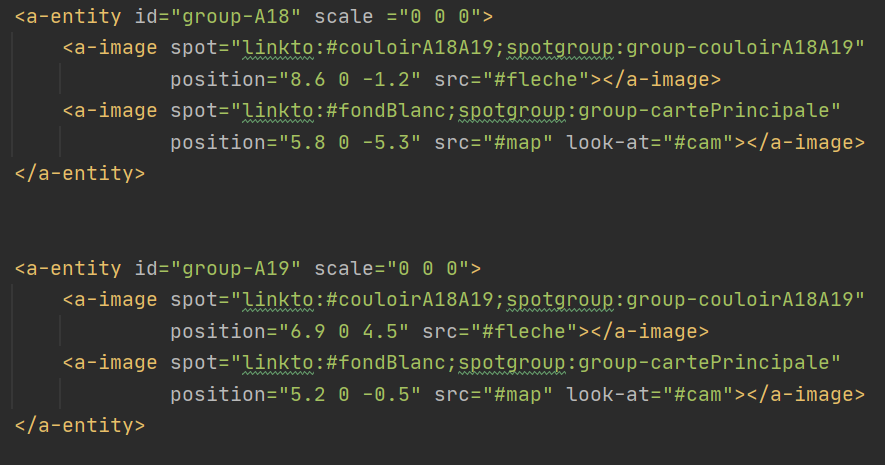 <a-entity id="group-A18" scale ="0 0 0">
<a-image spot="linkto:#couloirA18A19;spotgroup:group-couloirA18A19"
position="8.6 0 -1.2" src="#fleche"></a-image>
<a-image spot="linkto:#fondBlanc;spotgroup:group-cartePrincipale"
position="5.8 0 -5.3" src="#map" look-at="#cam"></a-image>
</a-entity>
<a-entity id="group-A19" scale="0 0 0">
<a-image spot="linkto:#couloirA18A19;spotgroup:group-couloirA18A19"
position="6.9 0 4.5" src="#fleche"></a-image>
<a-image spot="linkto:#fondBlanc;spotgroup:group-cartePrincipale"
position="5.2 0 -0.5" src="#map" look-at="#cam"></a-image>
</a-entity>